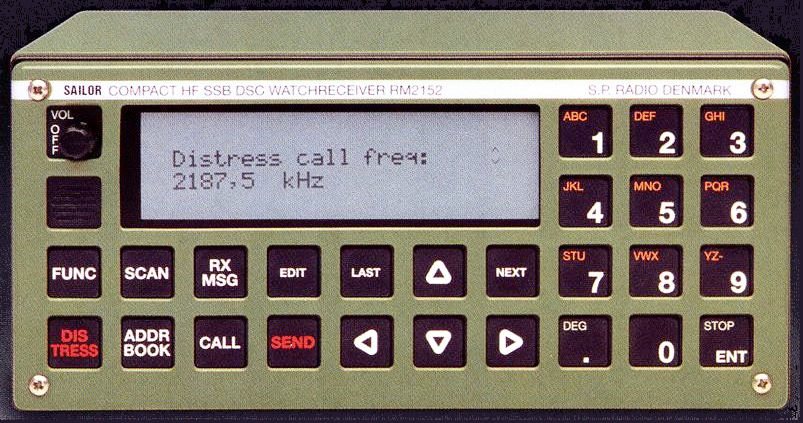 SAILOR COMPACT HF SSB DSC WATCHRECEIVER RM2152 S.P. RADIO DENMARK
VOL
OFF
Distress call freq:
2187,5 kHz
ABC 1
DEF 2
GHI 3
JKL 4
MNO 5
PQR 6
FUNC
SCAN
RX
MSG
EDIT
LAST
NEXT
STU 7
VWX 8
YZ- 9
DIS
TRESS
ADDR
BOOK
CALL
SEND
DEG .
0
STOP
ENT